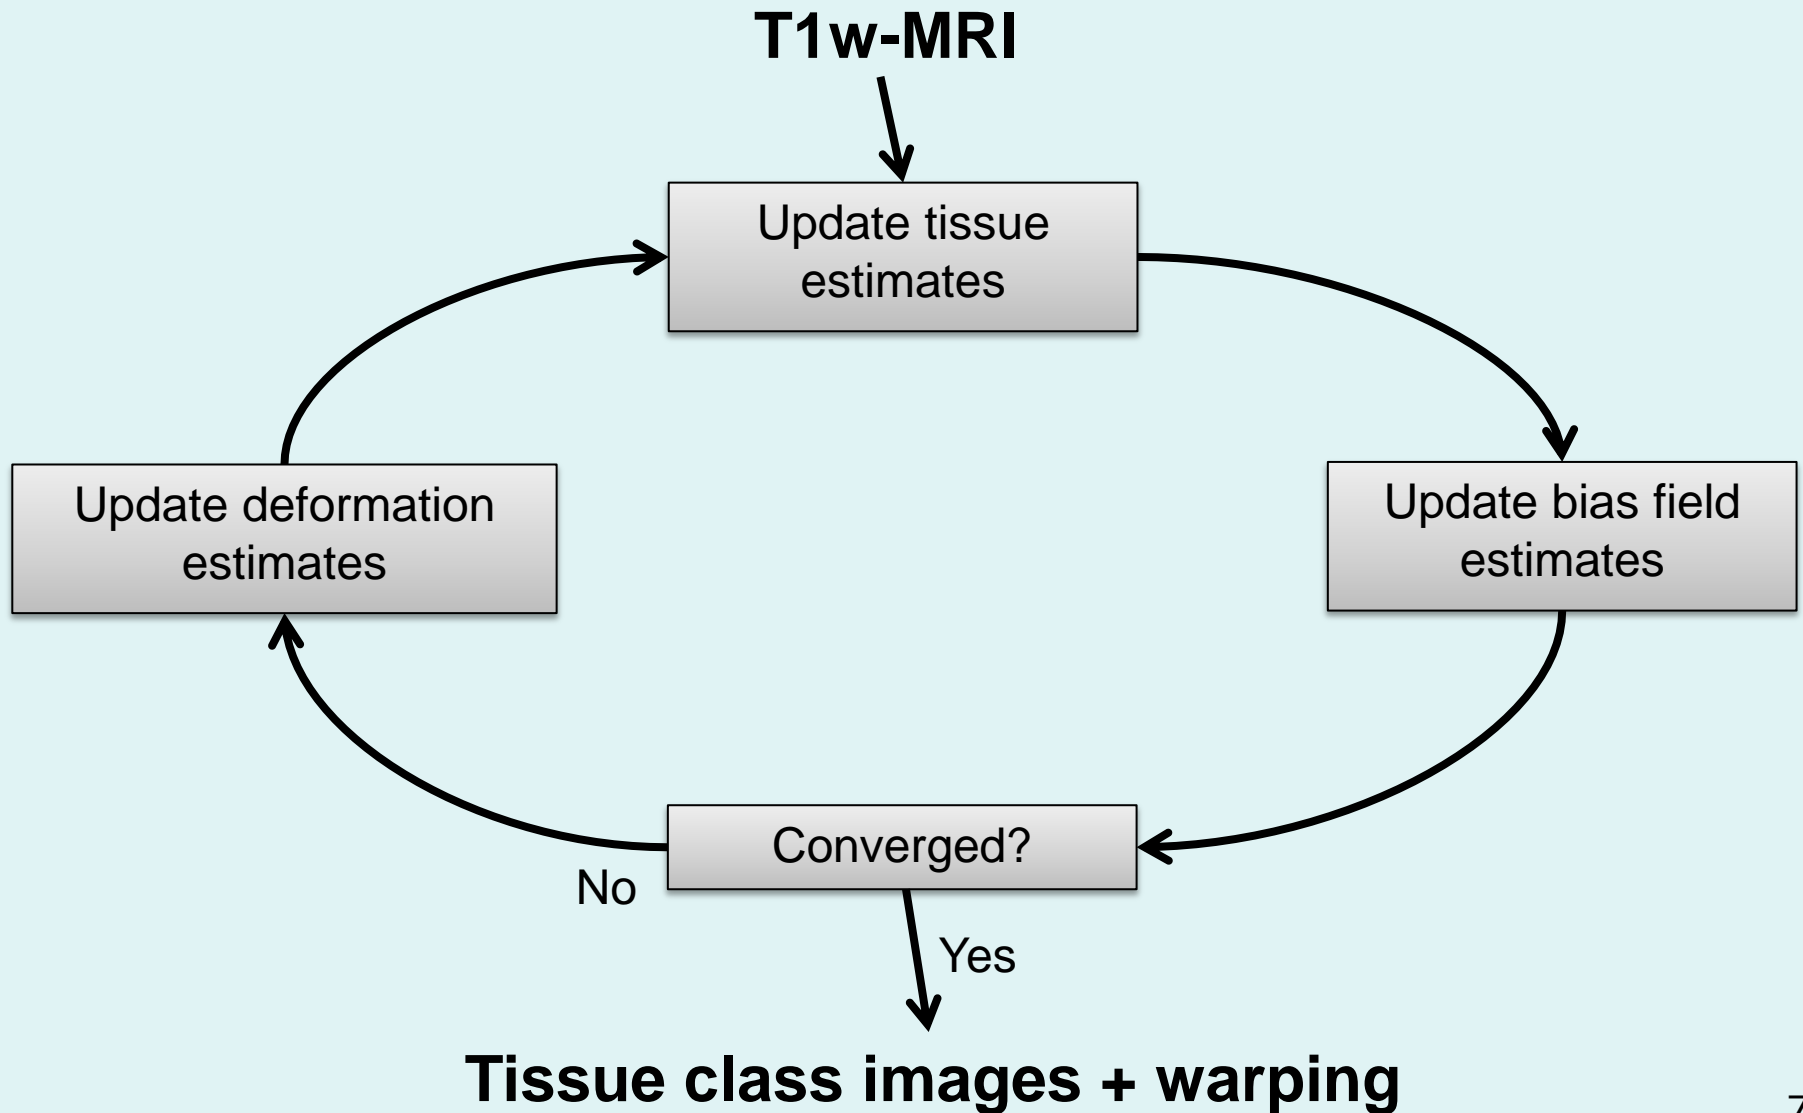 T1w-MRI
Update tissue
estimates
Update deformation
estimates
Update bias field
estimates
Converged?
No
Yes
Tissue class images + warping
7